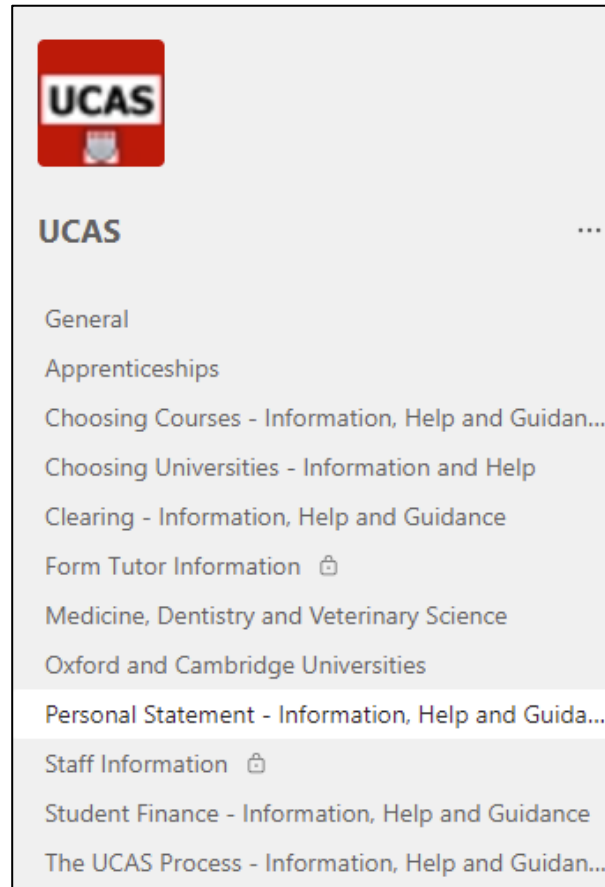 UCAS
UCAS ...
General
Apprenticeships
Choosing Courses - Information, Help and Guidan...
Choosing Universities - Information and Help
Clearing - Information, Help and Guidance
Form Tutor Information
Medicine, Dentistry and Veterinary Science
Oxford and Cambridge Universities
Personal Statement - Information, Help and Guida...
Staff Information
Student Finance - Information, Help and Guidance
The UCAS Process - Information, Help and Guidan...